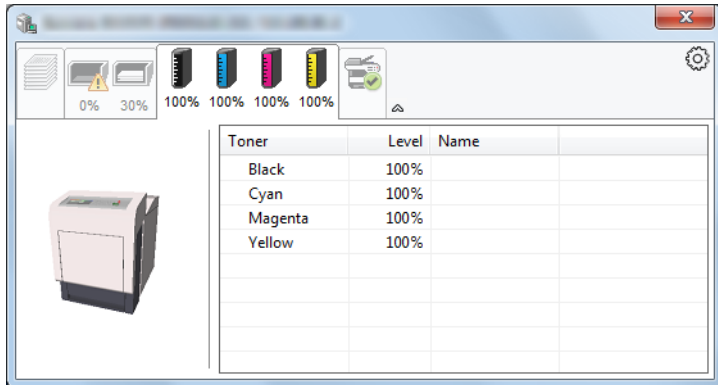 0% 30% 100% 100% 100% 100%
Toner Level Name
Black 100%
Cyan 100%
Magenta 100%
Yellow 100%